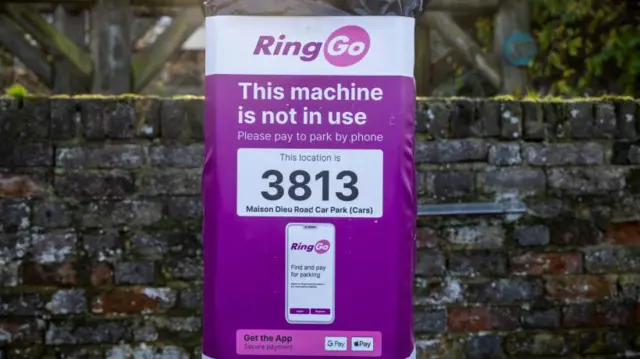 RingGo
This machine
is not in use
Please pay to park by phone
This location is
3813
Maison Dieu Road Car Park (Cars)
RingGo
Find and pay
for parking
Get the App
Secure payment
G Pay
Pay